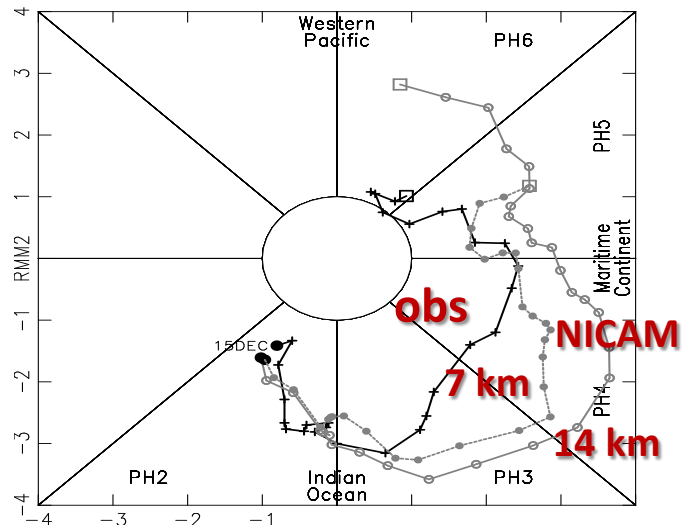 4
3
2
1
RMM2
−1
−2
−3
−4
−4
−3
−2
−1
Western
Pacific
PH6
PH5
Maritime
Continent
PH4
PH3
Indian
Ocean
PH2
15DEC
obs
NICAM
7 km
14 km